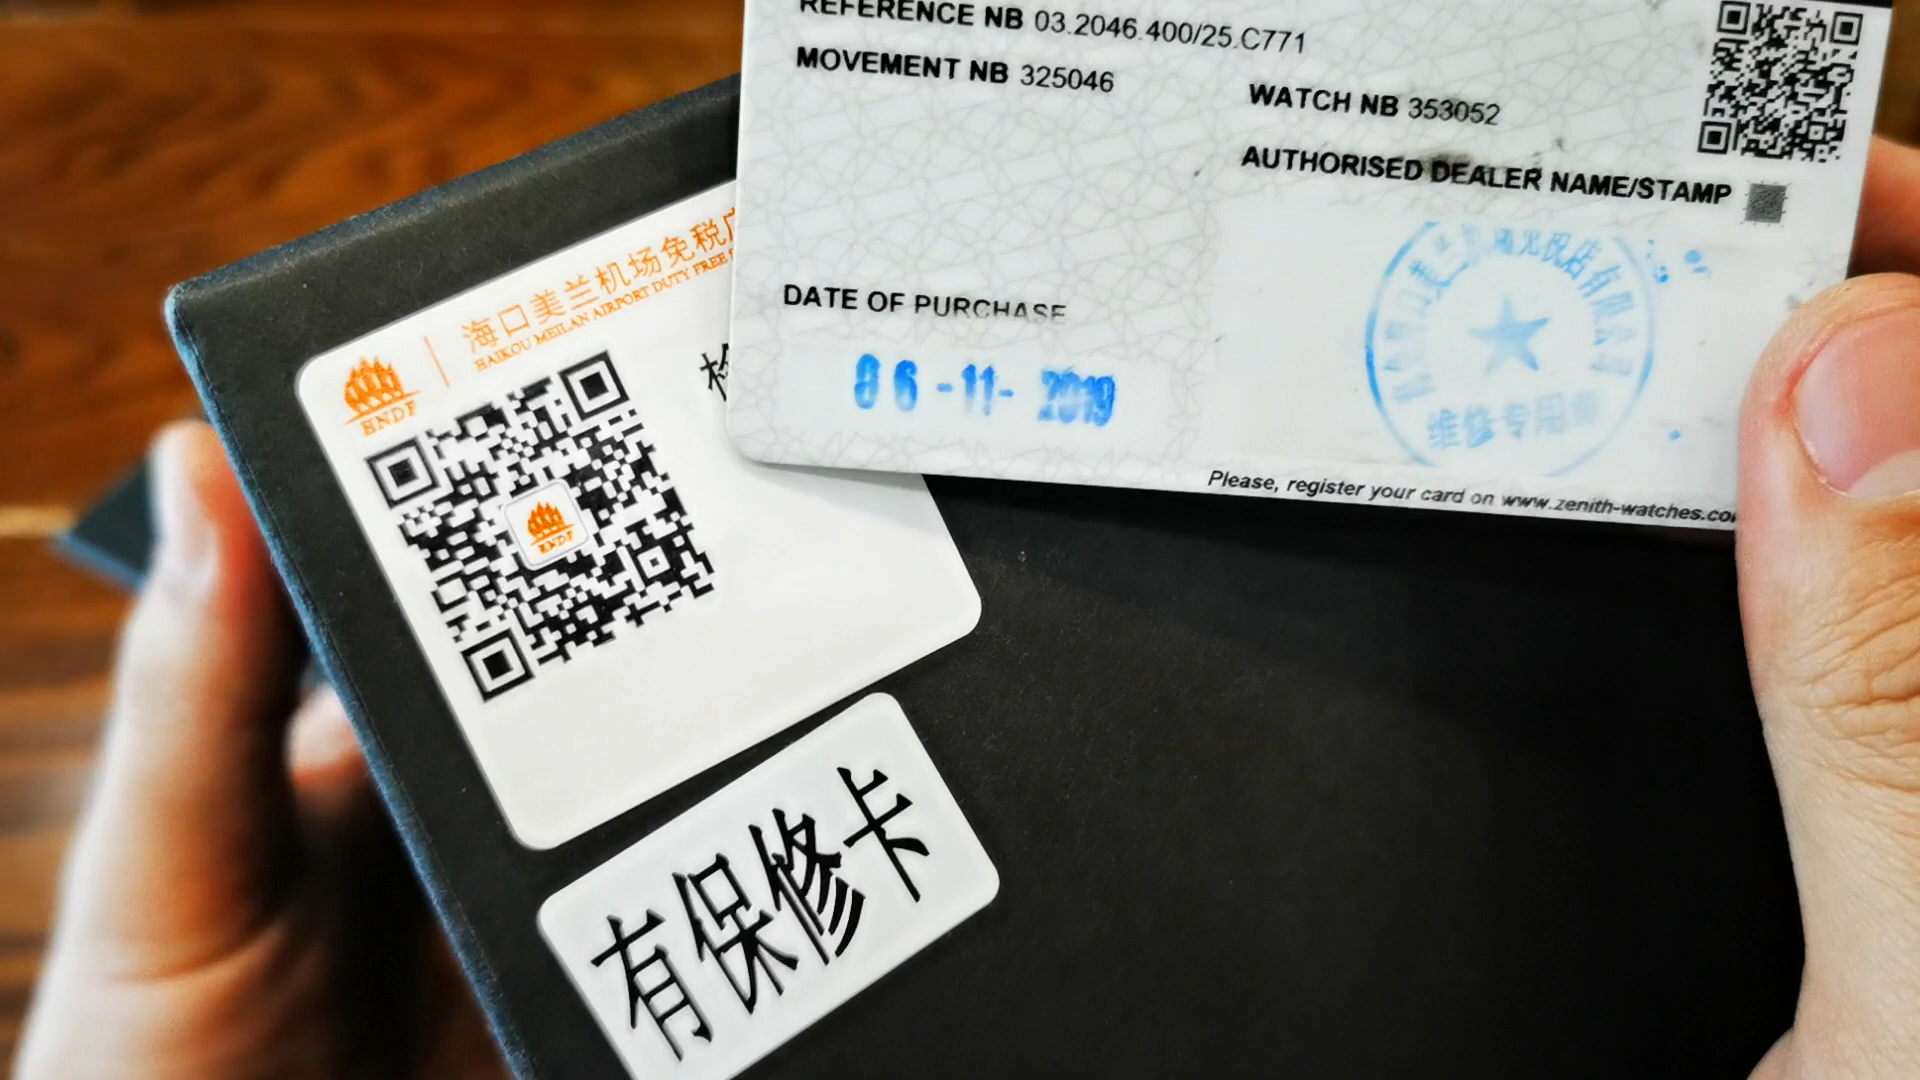 REFERENCE NB 03.2046.400/25.C771
MOVEMENT NB 325046
WATCH NB 353052
AUTHORISED DEALER NAME/STAMP
DATE OF PURCHASE
06-11-2019
维修专用章
Please, register your card on www.zenith-watches.co
海口美兰机场免税
HAIKOU MEILAN AIRPORT DUTY FREE
HNDF
HNDF
有保修卡